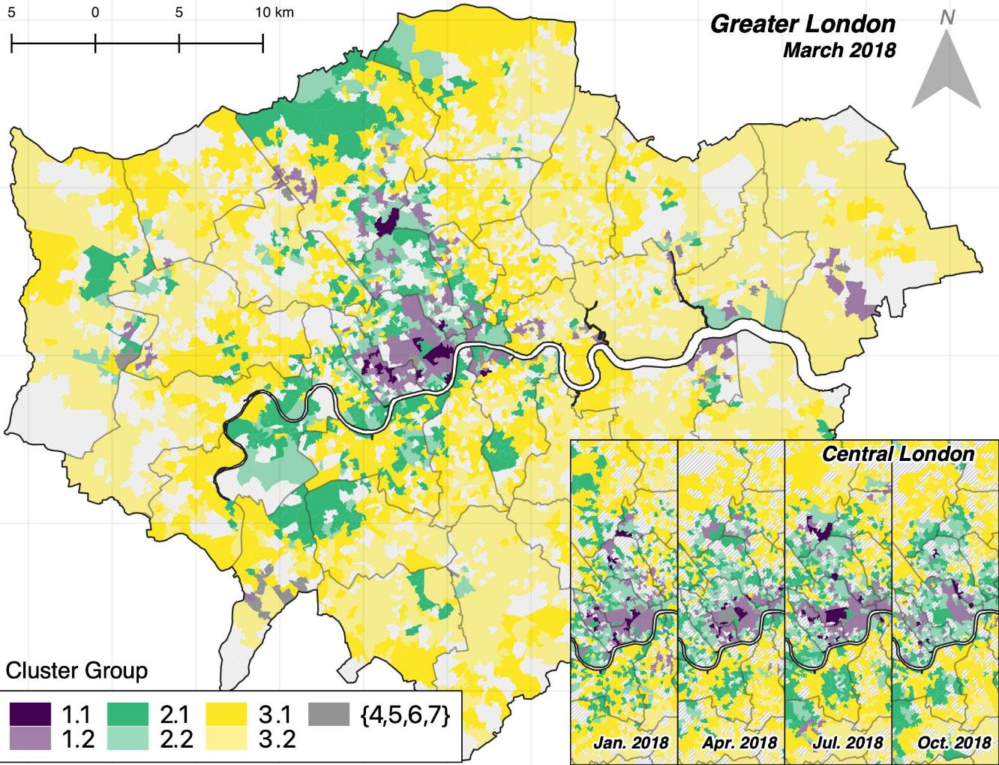 5 0 5 10 km
Greater London
March 2018
N
Central London
Jan. 2018 Apr. 2018 Jul. 2018 Oct. 2018
Cluster Group
1.1 2.1 3.1 {4,5,6,7}
1.2 2.2 3.2